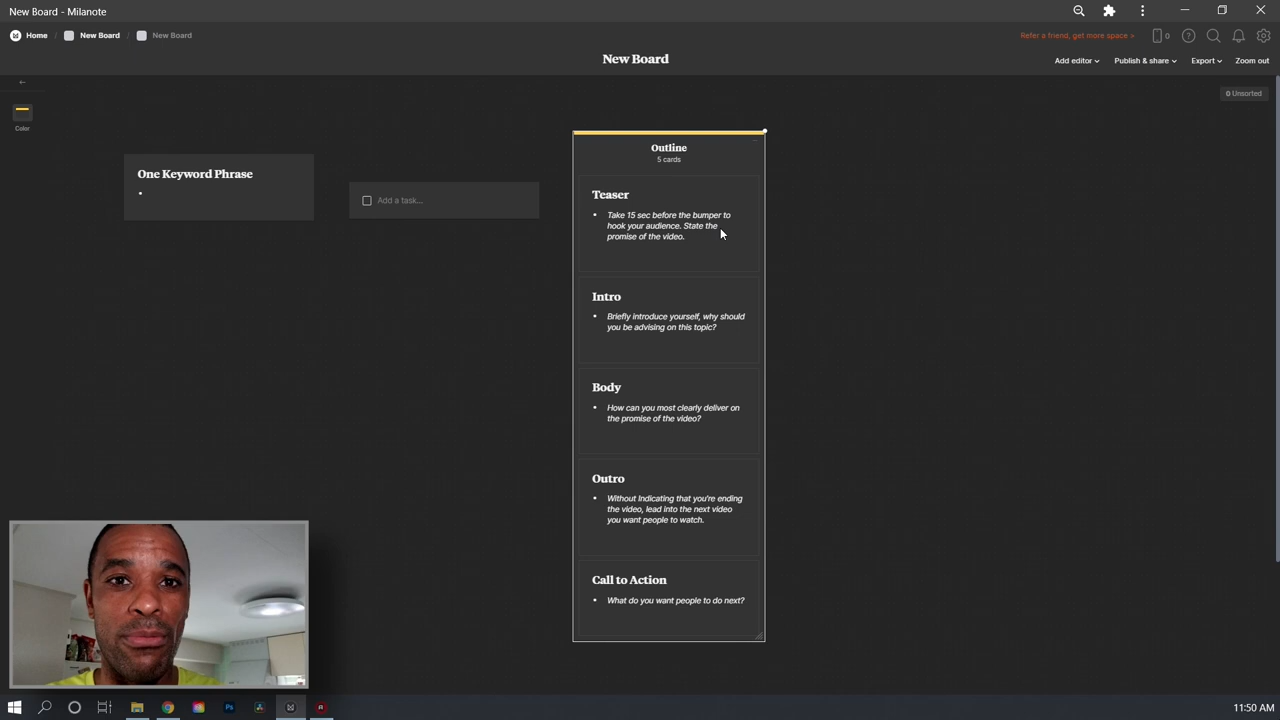 New Board - Milanote
Home / New Board / New Board
Refer a friend, get more space >
0
New Board
Add editor
Publish & share
Export
Zoom out
0 Unsorted
Color
One Keyword Phrase
•
Add a task...
Outline
5 cards
Teaser
• Take 15 sec before the bumper to
hook your audience. State the
promise of the video.
Intro
• Briefly introduce yourself, why should
you be advising on this topic?
Body
• How can you most clearly deliver on
the promise of the video?
Outro
• Without Indicating that you're ending
the video, lead into the next video
you want people to watch.
Call to Action
• What do you want people to do next?
Ps
11:50 AM